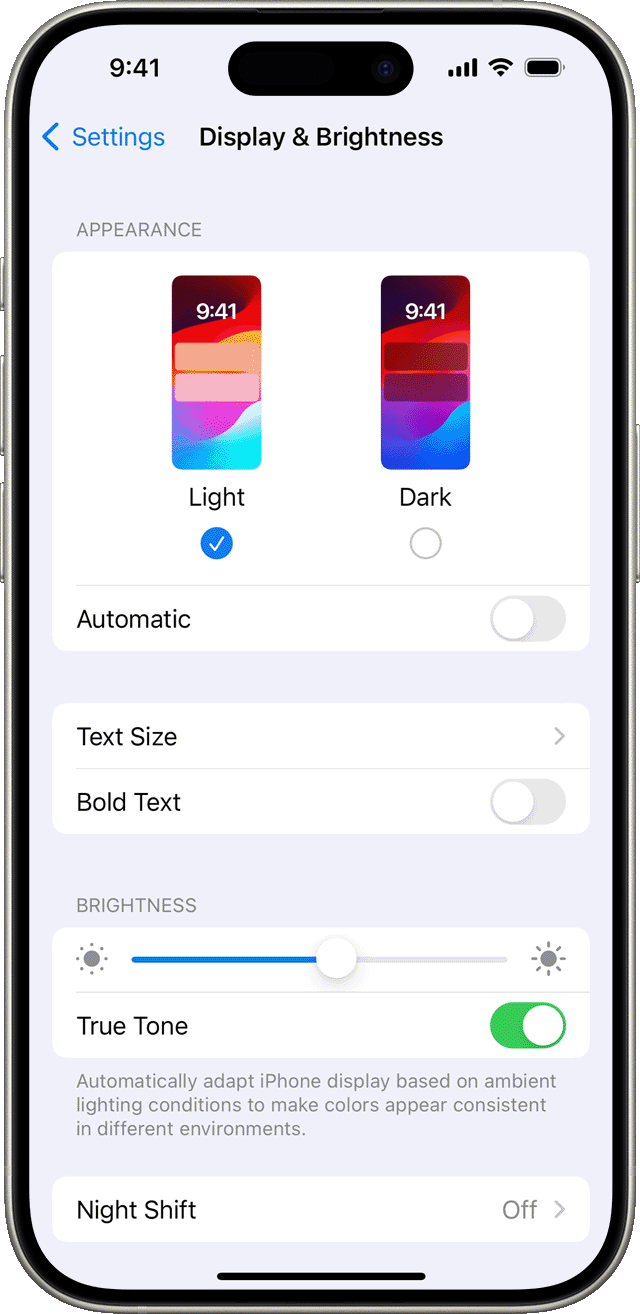 9:41
Settings Display & Brightness
APPEARANCE
9:41 9:41
Light Dark
Automatic
Text Size
Bold Text
BRIGHTNESS
True Tone
Automatically adapt iPhone display based on ambient
lighting conditions to make colors appear consistent
in different environments.
Night Shift Off